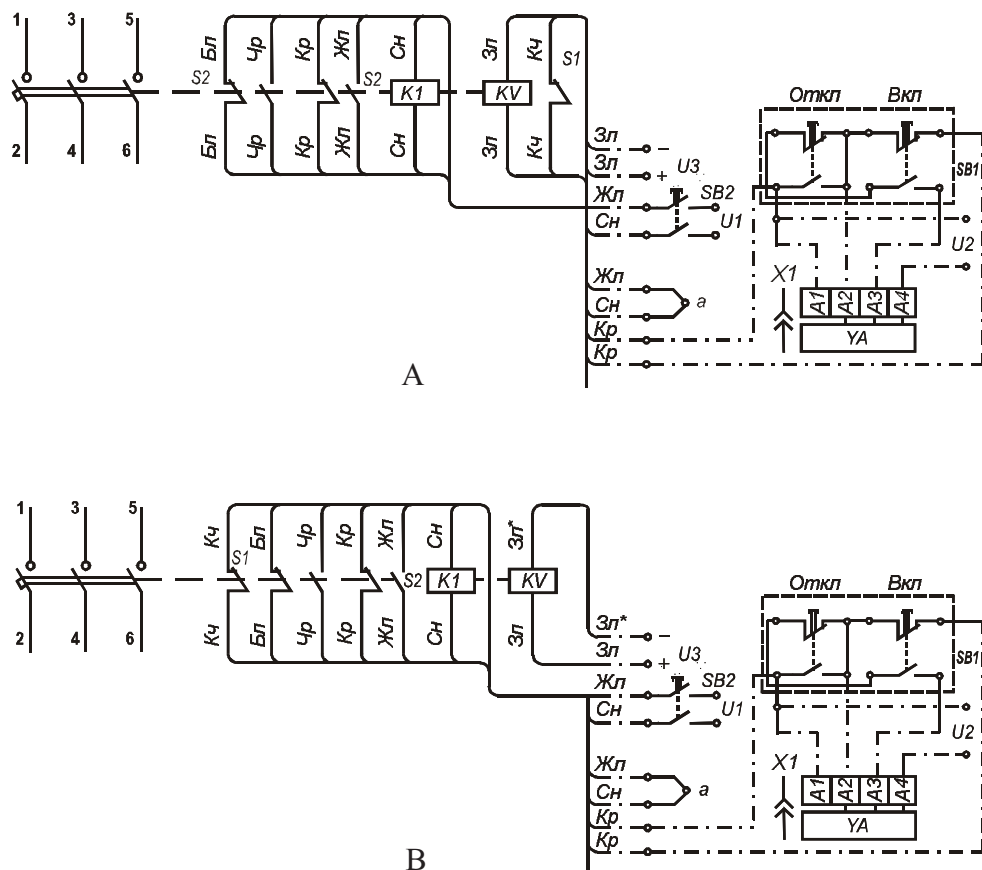 1 3 5
Бл Чр Кр Жл Сн Зл Кч S1
S2 S2 K1 KV
2 4 6
Бл Чр Кр Жл Сн Зл Кч
Откл Вкл
SB1
Зл −
Зл + U3
Жл SB2
Сн U1
U2
Жл
Сн а
Кр
Кр
X1
A1 A2 A3 A4
YA
А
1 3 5
Кч Бл Чр Кр Жл Сн Зл*
S1 S2 K1 KV
2 4 6
Кч Бл Чр Кр Жл Сн Зл
Откл Вкл
SB1
Зл* −
Зл + U3
Жл SB2
Сн U1
U2
Жл
Сн а
Кр
Кр
X1
A1 A2 A3 A4
YA
В